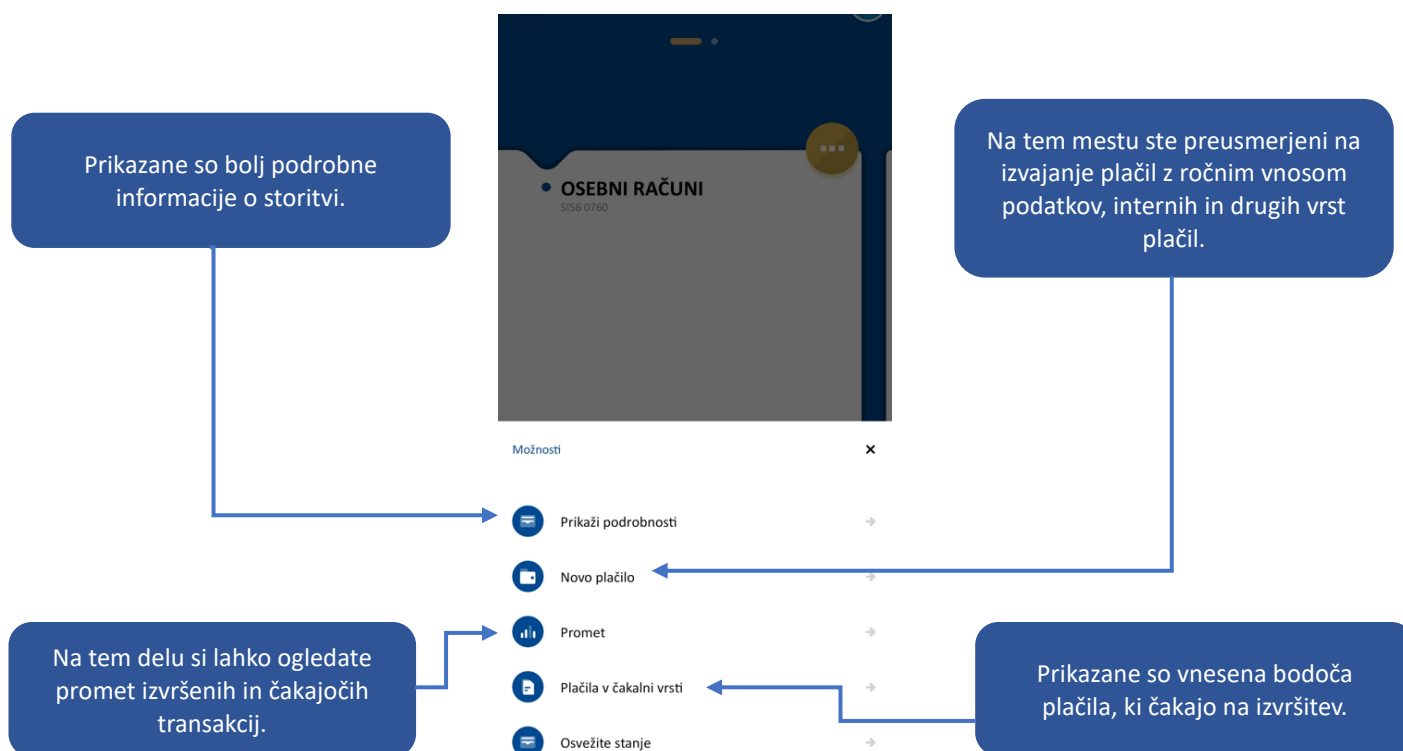 Prikazane so bolj podrobne
informacije o storitvi.
Na tem mestu ste preusmerjeni na
izvajanje plačil z ročnim vnosom
podatkov, internih in drugih vrst
plačil.
OSEBNI RAČUNI
SI56 0760
Možnosti
Prikaži podrobnosti
Novo plačilo
Promet
Plačila v čakalni vrsti
Osvežite stanje
Na tem delu si lahko ogledate
promet izvršenih in čakajočih
transakcij.
Prikazane so vnesena bodoča
plačila, ki čakajo na izvršitev.